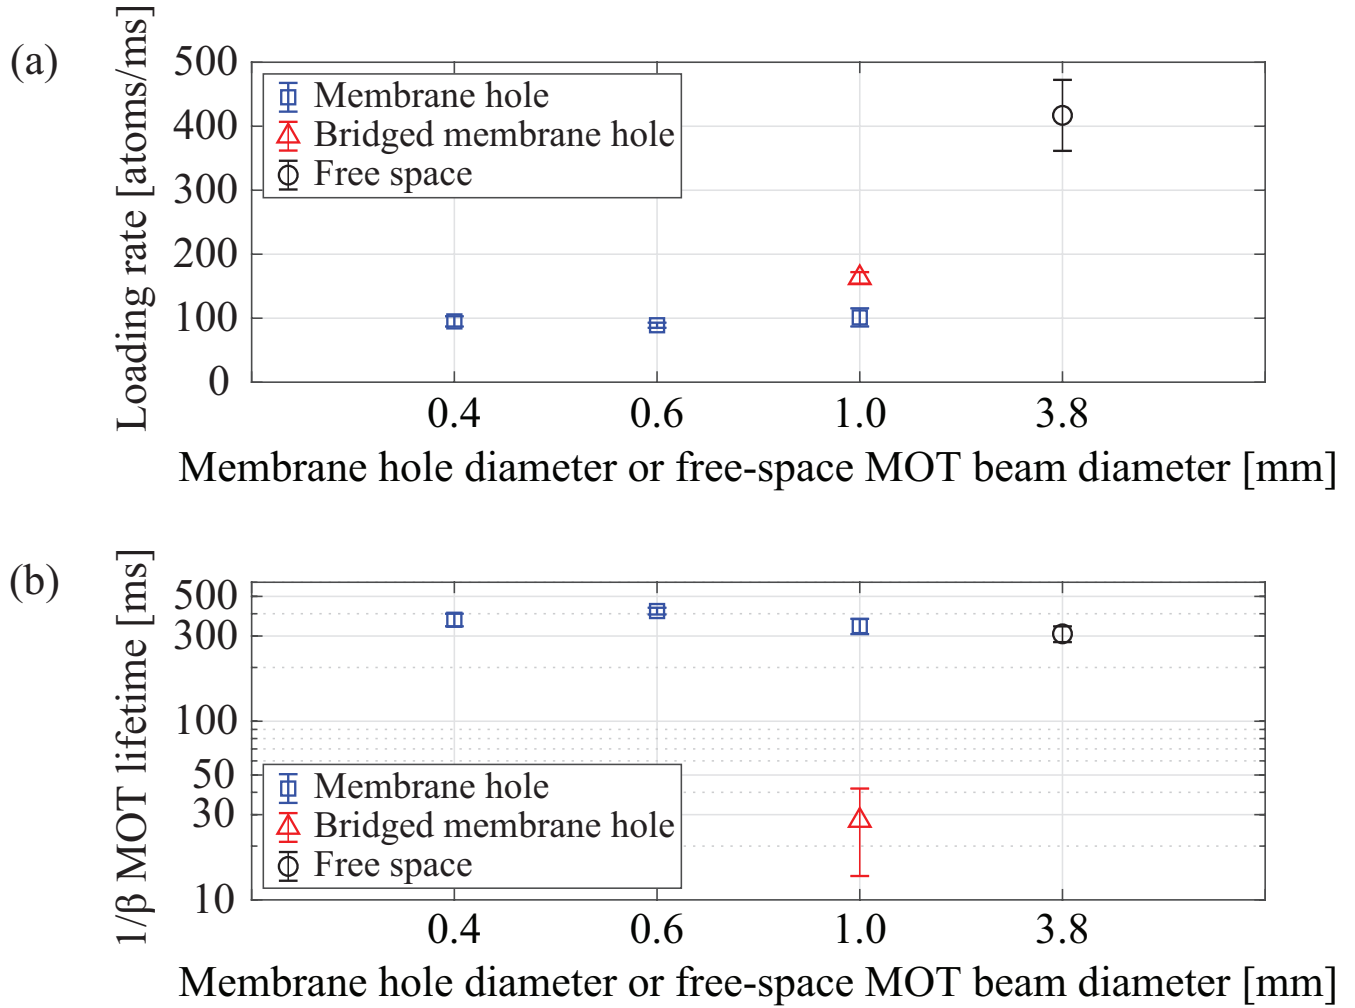 (a)
Loading rate [atoms/ms]
500
400
300
200
100
0
Membrane hole
Bridged membrane hole
Free space
0.4 0.6 1.0 3.8
Membrane hole diameter or free-space MOT beam diameter [mm]
(b)
1/β MOT lifetime [ms]
500
300
100
50
30
10
Membrane hole
Bridged membrane hole
Free space
0.4 0.6 1.0 3.8
Membrane hole diameter or free-space MOT beam diameter [mm]